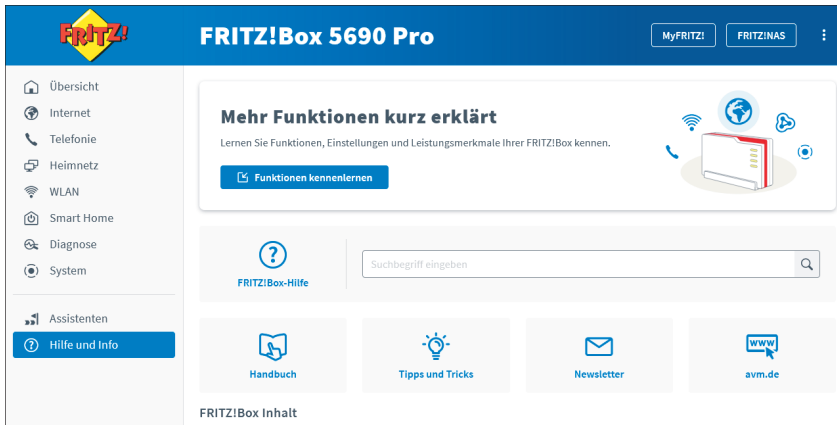 FRITZ!
FRITZ!Box 5690 Pro
MyFRITZ!
FRITZ!NAS
Übersicht
Internet
Telefonie
Heimnetz
WLAN
Smart Home
Diagnose
System
Assistenten
Hilfe und Info
Mehr Funktionen kurz erklärt
Lernen Sie Funktionen, Einstellungen und Leistungsmerkmale Ihrer FRITZ!Box kennen.
Funktionen kennenlernen
FRITZ!Box-Hilfe
Suchbegriff eingeben
Handbuch
Tipps und Tricks
Newsletter
www
avm.de
FRITZ!Box Inhalt